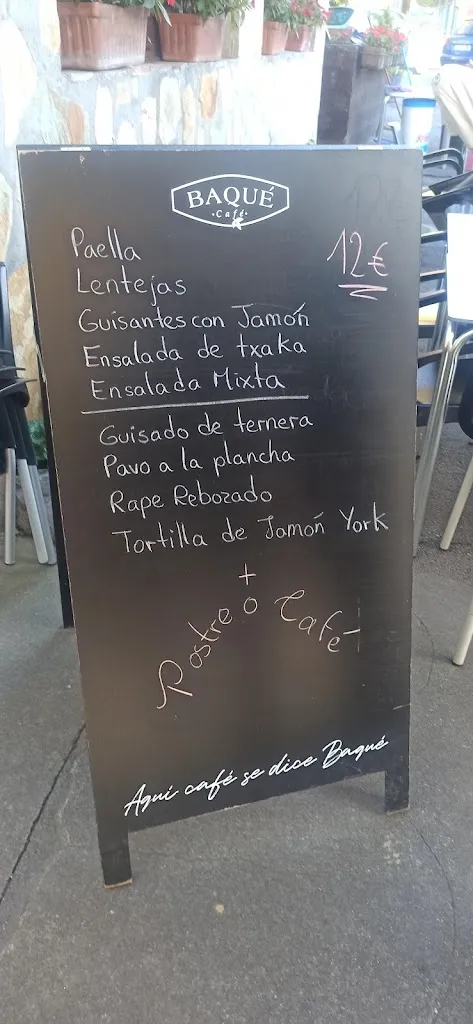 BAQUÉ
Café
Paella
12€
Lentejas
Guisantes con Jamón
Ensalada de txaka
Ensalada Mixta
Guisado de ternera
Pavo a la plancha
Rape Rebozado
Tortilla de Jamón York
+
Postre o Café
Aquí café se dice Baqué